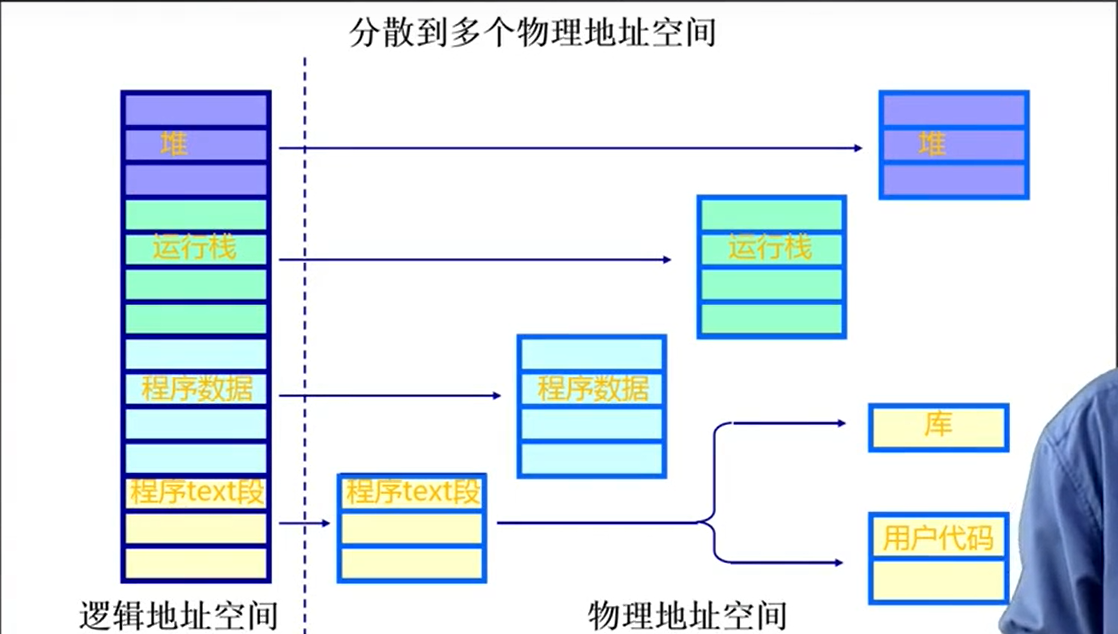 分散到多个物理地址空间
堆
堆
运行栈
运行栈
程序数据
程序数据
库
程序text段
程序text段
用户代码
逻辑地址空间
物理地址空间